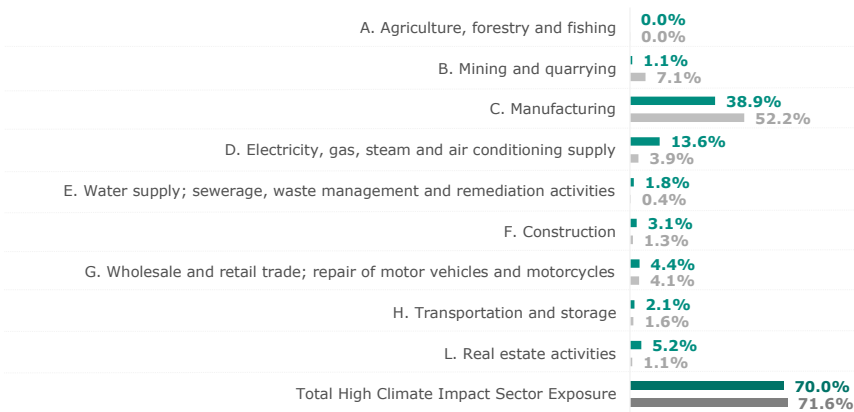 A. Agriculture, forestry and fishing
0.0%
0.0%
B. Mining and quarrying
1.1%
7.1%
C. Manufacturing
38.9%
52.2%
D. Electricity, gas, steam and air conditioning supply
13.6%
3.9%
E. Water supply; sewerage, waste management and remediation activities
1.8%
0.4%
F. Construction
3.1%
1.3%
G. Wholesale and retail trade; repair of motor vehicles and motorcycles
4.4%
4.1%
H. Transportation and storage
2.1%
1.6%
L. Real estate activities
5.2%
1.1%
Total High Climate Impact Sector Exposure
70.0%
71.6%